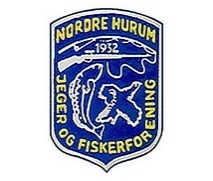 NORDRE HURUM
1932
JEGER OG FISKERFORENING